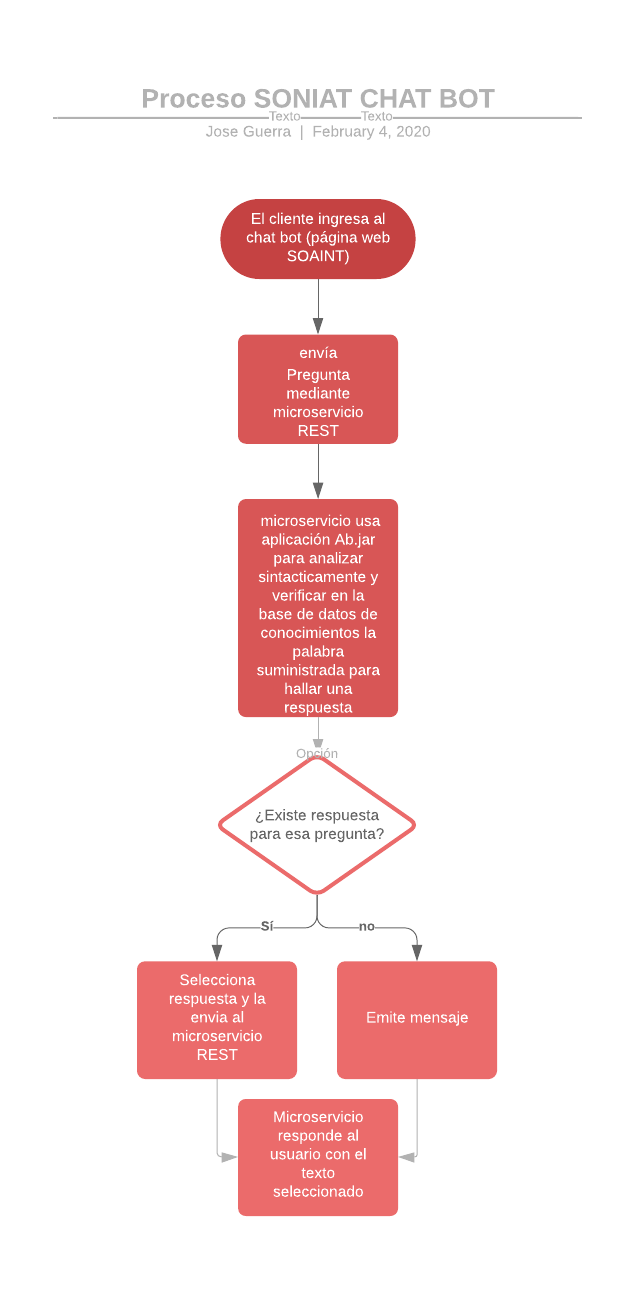 Proceso SONIAT CHAT BOT
Texto Texto
Jose Guerra | February 4, 2020
El cliente ingresa al
chat bot (página web
SOAINT)
envía
Pregunta
mediante
microservicio
REST
microservicio usa
aplicación Ab.jar
para analizar
sintacticamente y
verificar en la
base de datos de
conocimientos la
palabra
suministrada para
hallar una
respuesta
Opción
¿Existe respuesta
para esa pregunta?
Sí
no
Selecciona
respuesta y la
envia al
microservicio
REST
Emite mensaje
Microservicio
responde al
usuario con el
texto
seleccionado